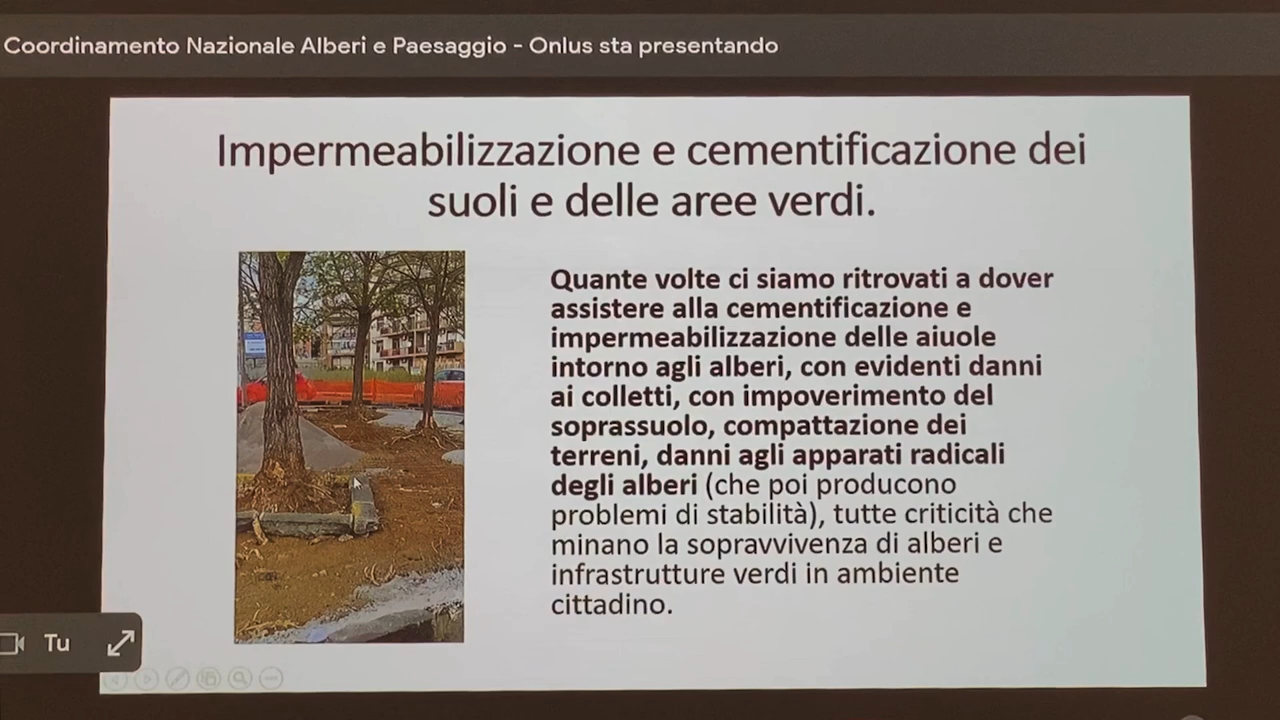 Coordinamento Nazionale Alberi e Paesaggio - Onlus sta presentando
Impermeabilizzazione e cementificazione dei
suoli e delle aree verdi.
Quante volte ci siamo ritrovati a dover
assistere alla cementificazione e
impermeabilizzazione delle aiuole
intorno agli alberi, con evidenti danni
ai colletti, con impoverimento del
soprassuolo, compattazione dei
terreni, danni agli apparati radicali
degli alberi (che poi producono
problemi di stabilità), tutte criticità che
minano la sopravvivenza di alberi e
infrastrutture verdi in ambiente
cittadino.
Tu